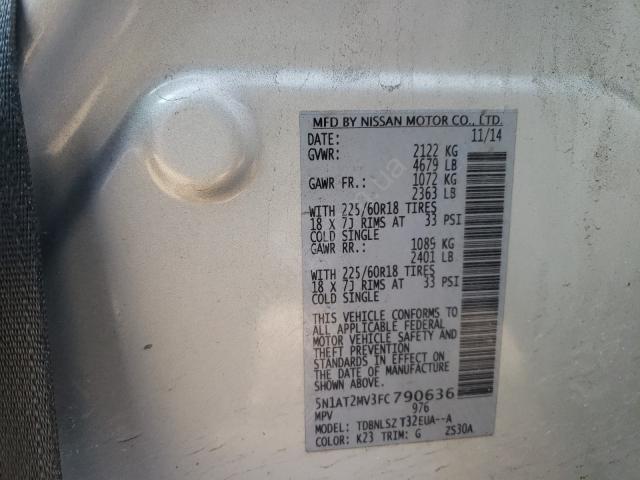 MFD BY NISSAN MOTOR CO., LTD.
DATE: 11/14
GVWR: 2122 KG
4679 LB
GAWR FR.: 1072 KG
2363 LB
WITH 225/60R18 TIRES
18 X 7J RIMS AT 33 PSI
COLD SINGLE
GAWR RR.: 1089 KG
2401 LB
WITH 225/60R18 TIRES
18 X 7J RIMS AT 33 PSI
COLD SINGLE
THIS VEHICLE CONFORMS TO
ALL APPLICABLE FEDERAL
MOTOR VEHICLE SAFETY AND
THEFT PREVENTION
STANDARDS IN EFFECT ON
THE DATE OF MANUFACTURE
SHOWN ABOVE.
5N1AT2MV3FC790636
MPV 976
MODEL: TDBNLSZ T32EUA--A
COLOR: K23 TRIM: G ZS30A